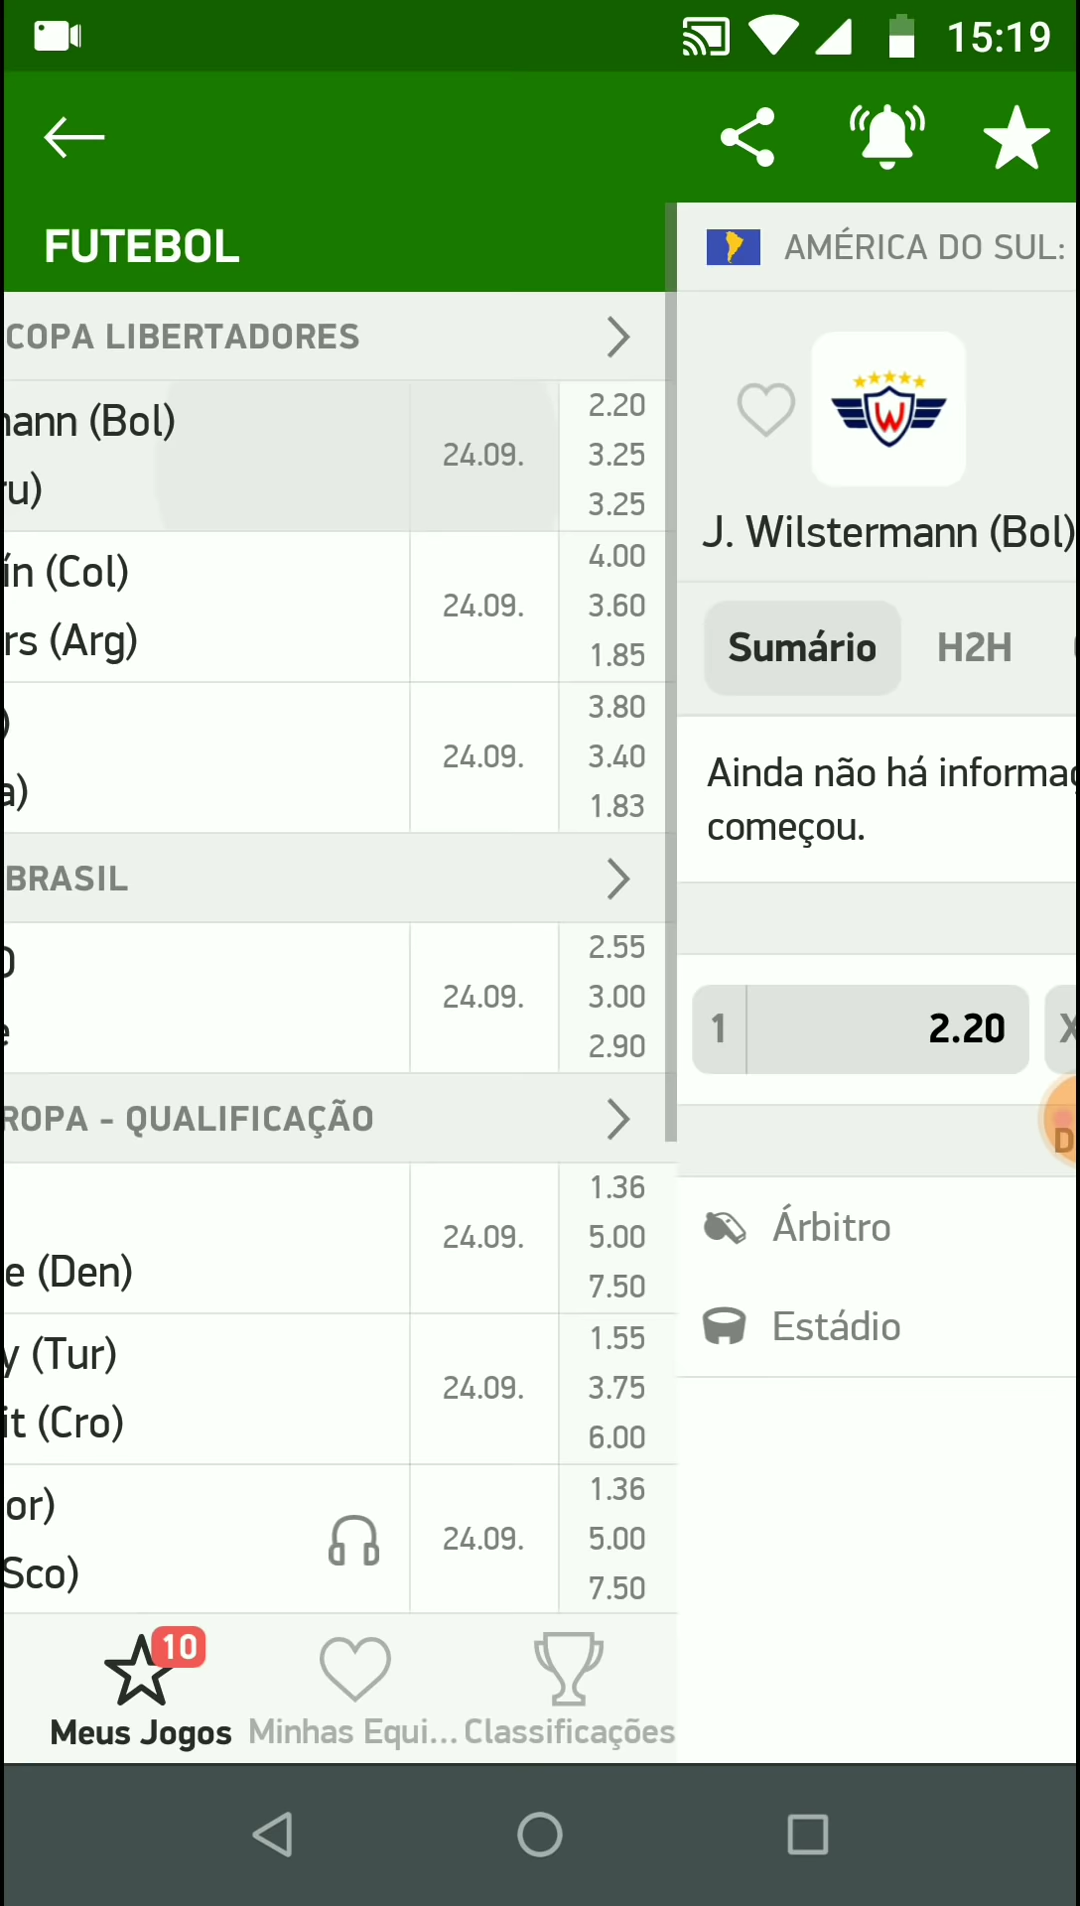 15:19
FUTEBOL
COPA LIBERTADORES
mann (Bol)
ru)
24.09.
2.20
3.25
3.25
ín (Col)
rs (Arg)
24.09.
4.00
3.60
1.85
)
a)
24.09.
3.80
3.40
1.83
BRASIL
O
e
24.09.
2.55
3.00
2.90
ROPA - QUALIFICAÇÃO
e (Den)
24.09.
1.36
5.00
7.50
y (Tur)
it (Cro)
24.09.
1.55
3.75
6.00
or)
Sco)
24.09.
1.36
5.00
7.50
10
Meus Jogos
Minhas Equi...
Classificações
AMÉRICA DO SUL:
W
J. Wilstermann (Bol)
Sumário H2H
Ainda não há informaç
começou.
1 2.20 X
D
Árbitro
Estádio